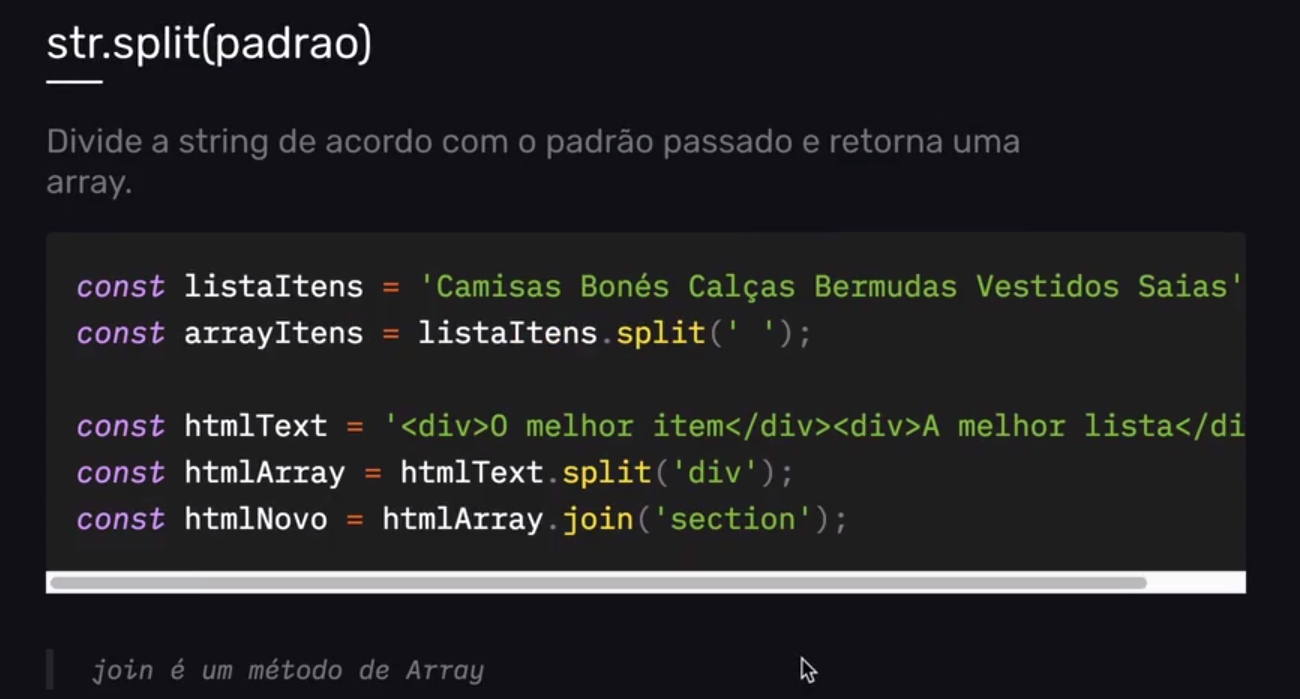 str.split(padrao)
Divide a string de acordo com o padrão passado e retorna uma
array.
const listaItens = 'Camisas Bonés Calças Bermudas Vestidos Saias'
const arrayItens = listaItens.split(' ');
const htmlText = '<div>O melhor item</div><div>A melhor lista</di
const htmlArray = htmlText.split('div');
const htmlNovo = htmlArray.join('section');
join é um método de Array